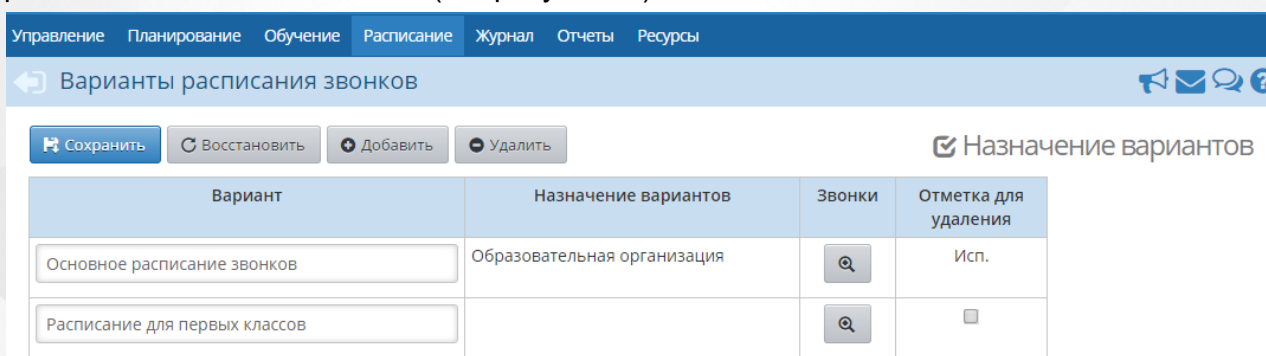 Управление Планирование Обучение Расписание Журнал Отчеты Ресурсы
Варианты расписания звонков
Сохранить Восстановить Добавить Удалить Назначение вариантов
Вариант Назначение вариантов Звонки Отметка для
удаления
Основное расписание звонков Образовательная организация Исп.
Расписание для первых классов